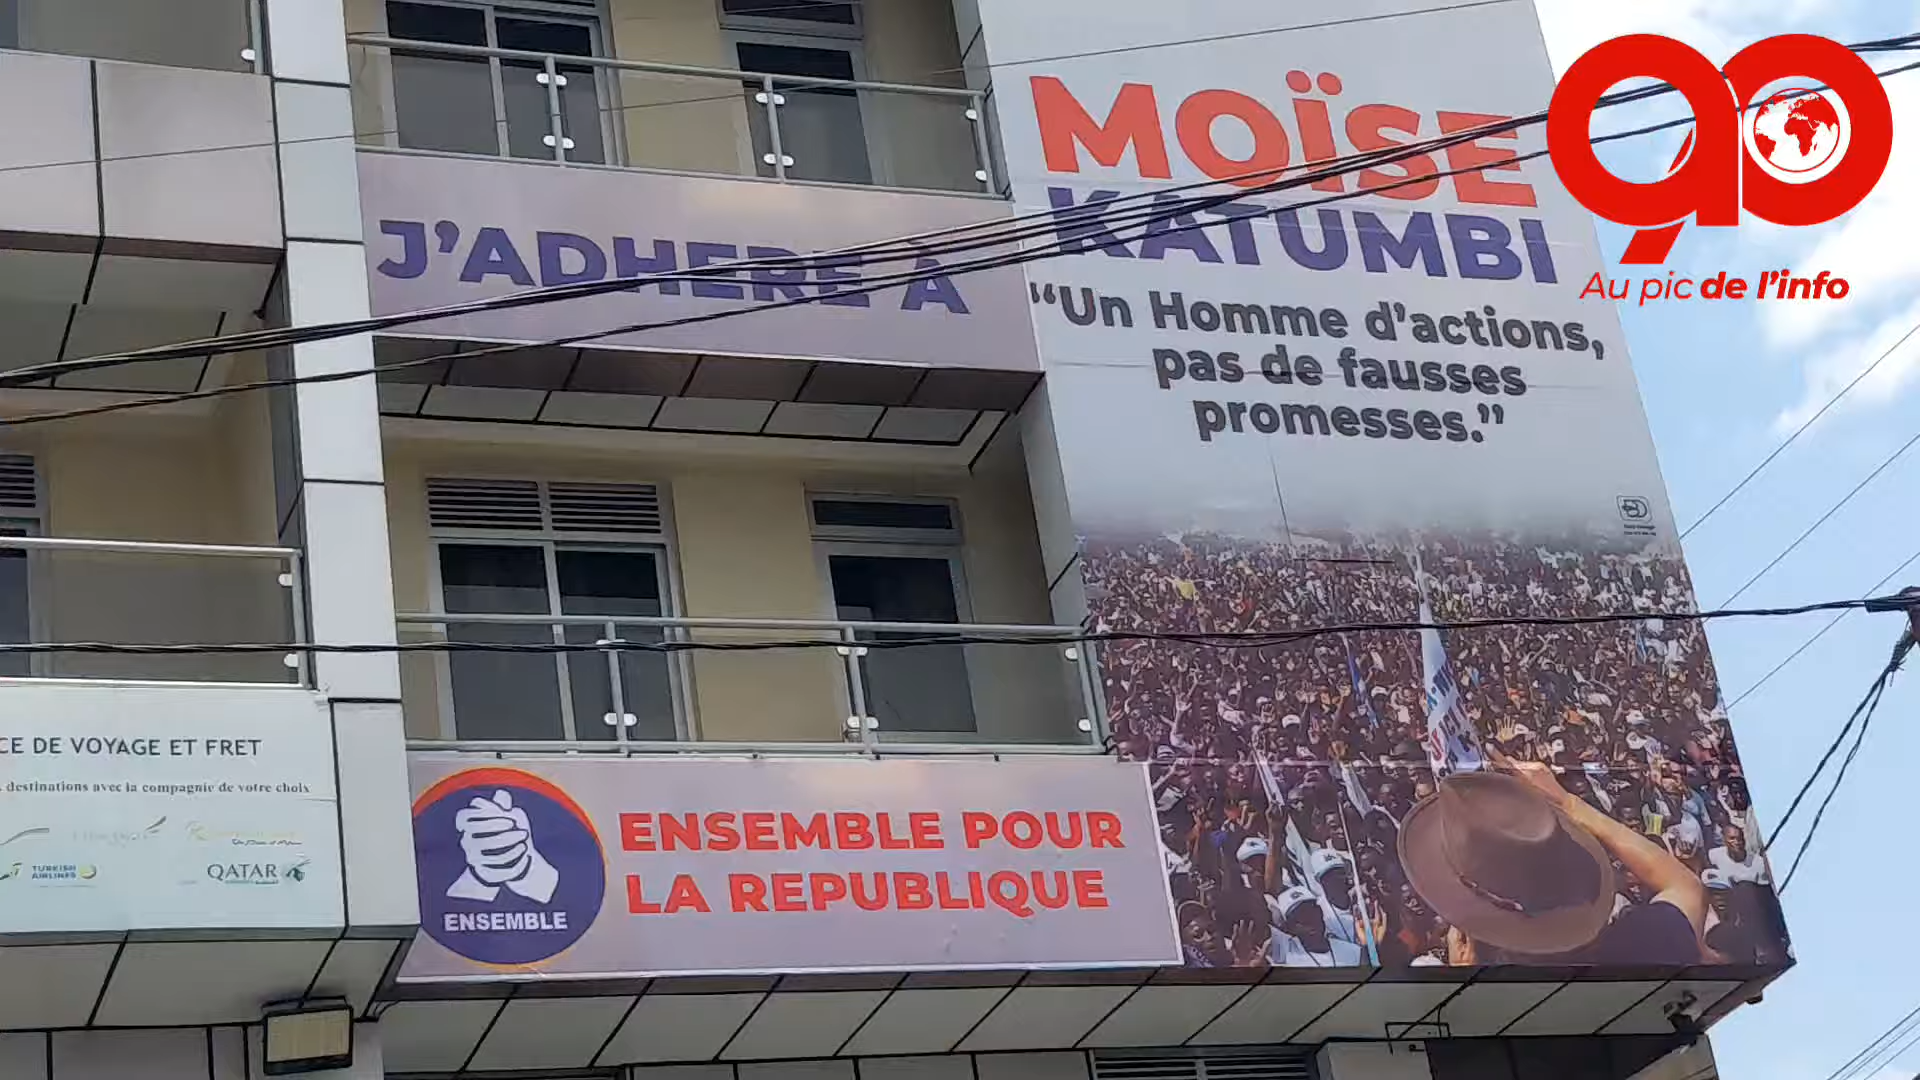 MOÏSE
KATUMBI
"Un Homme d'actions,
pas de fausses
promesses."
J'ADHERE À
ENSEMBLE POUR
LA REPUBLIQUE
ENSEMBLE
CE DE VOYAGE ET FRET
destinations avec la compagnie de votre choix
TURKISH
AIRLINES
QATAR
Au pic de l'info